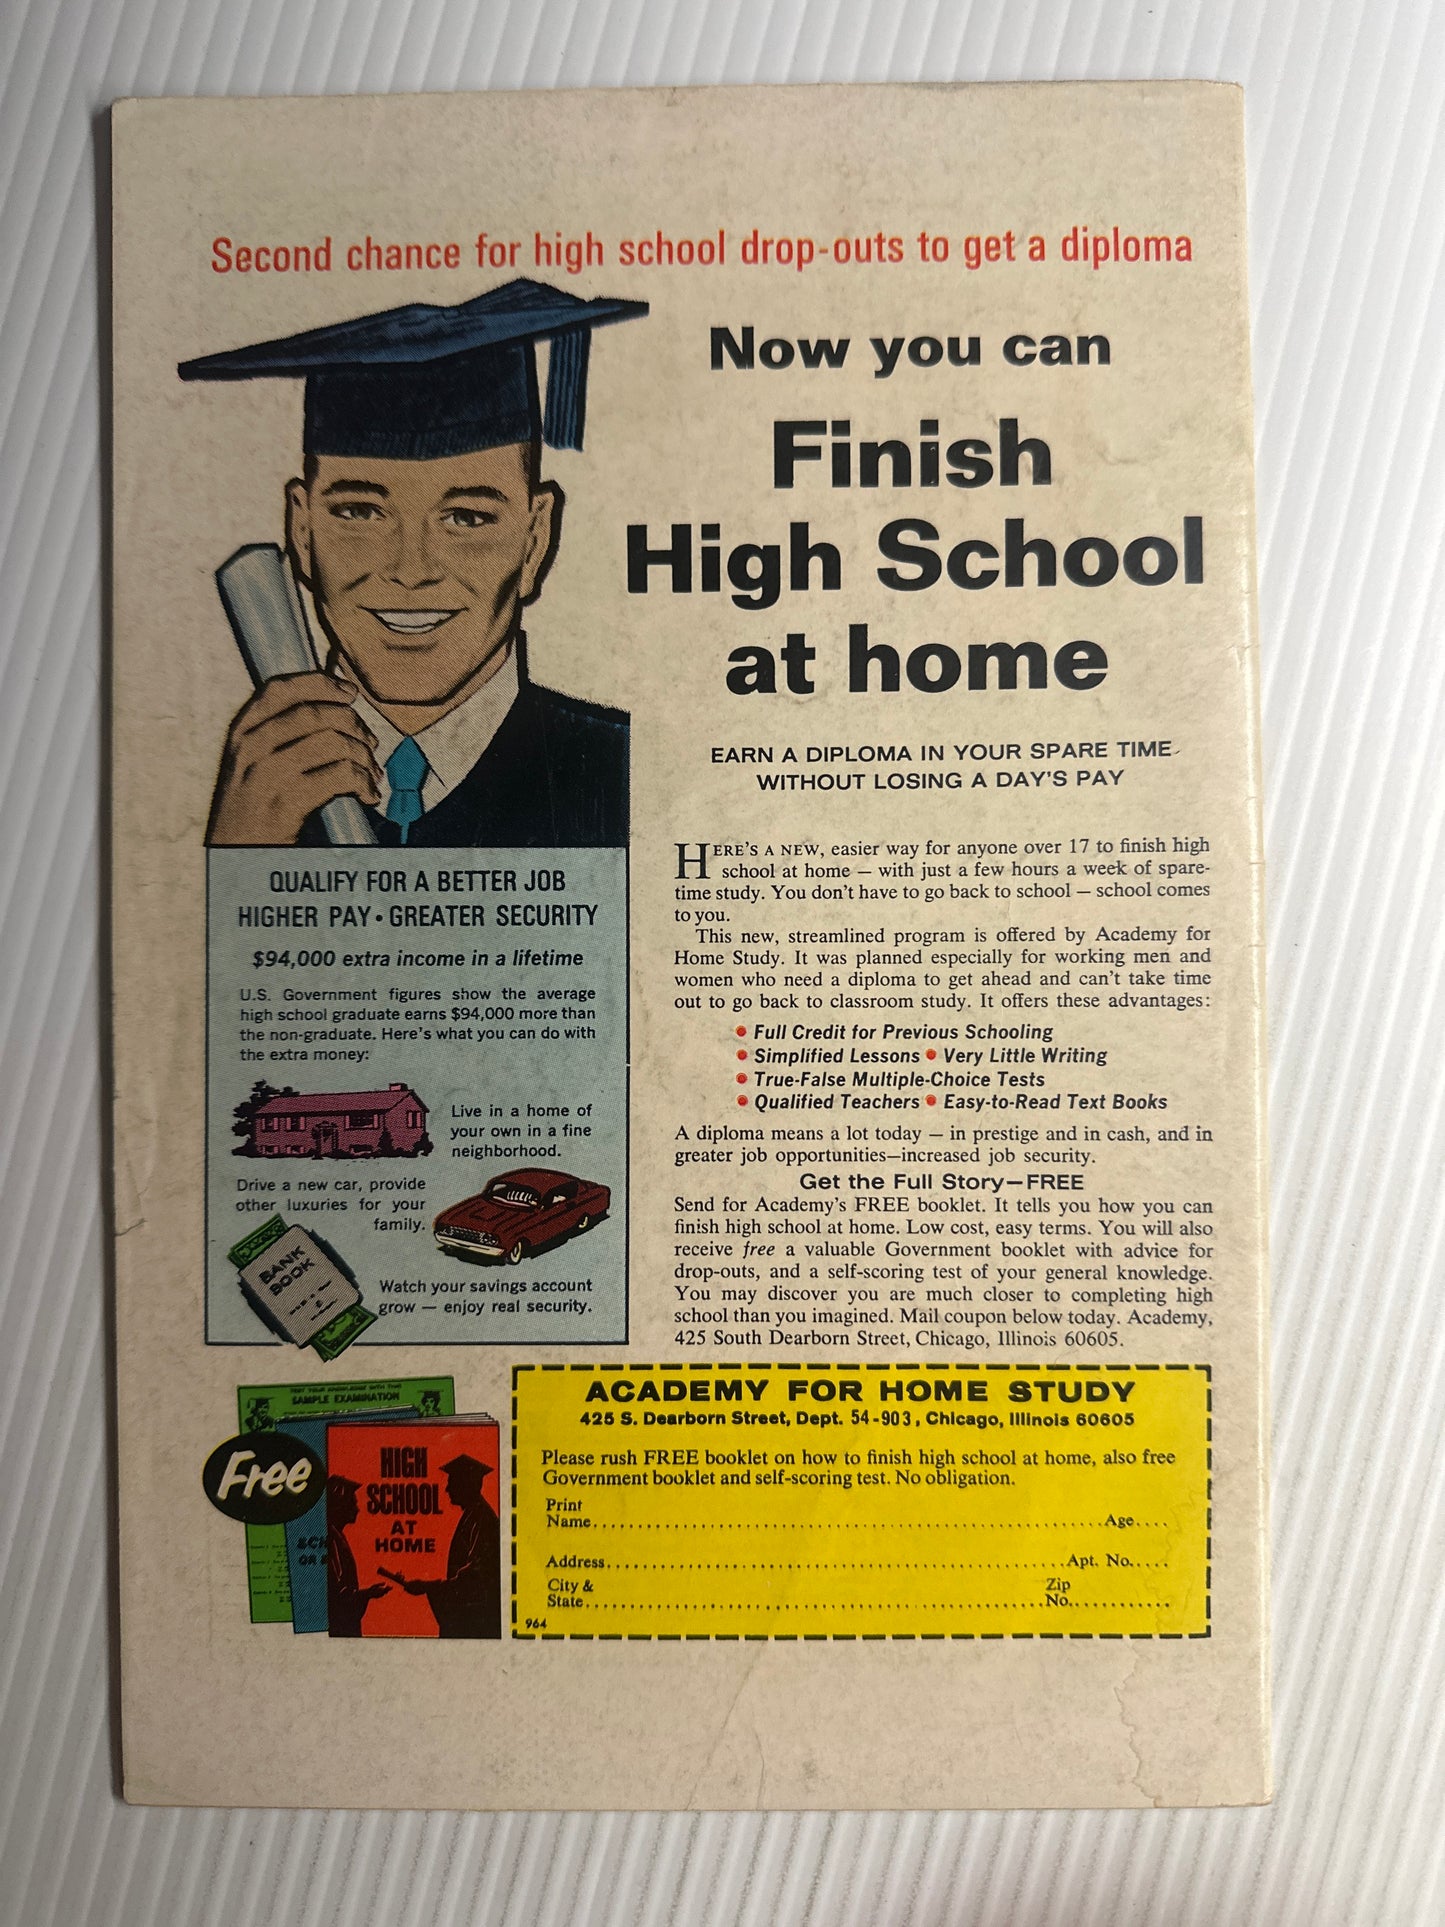 Second chance for high school drop-outs to get a diploma
Now you can
Finish
High School
at home
EARN A DIPLOMA IN YOUR SPARE TIME
WITHOUT LOSING A DAY'S PAY
HERE'S A NEW, easier way for anyone over 17 to finish high
school at home — with just a few hours a week of spare-
time study. You don't have to go back to school — school comes
to you.
This new, streamlined program is offered by Academy for
Home Study. It was planned especially for working men and
women who need a diploma to get ahead and can't take time
out to go back to classroom study. It offers these advantages:
• Full Credit for Previous Schooling
• Simplified Lessons • Very Little Writing
• True-False Multiple-Choice Tests
• Qualified Teachers • Easy-to-Read Text Books
A diploma means a lot today — in prestige and in cash, and in
greater job opportunities—increased job security.
Get the Full Story—FREE
Send for Academy's FREE booklet. It tells you how you can
finish high school at home. Low cost, easy terms. You will also
receive free a valuable Government booklet with advice for
drop-outs, and a self-scoring test of your general knowledge.
You may discover you are much closer to completing high
school than you imagined. Mail coupon below today. Academy,
425 South Dearborn Street, Chicago, Illinois 60605.
QUALIFY FOR A BETTER JOB
HIGHER PAY • GREATER SECURITY
$94,000 extra income in a lifetime
U.S. Government figures show the average
high school graduate earns $94,000 more than
the non-graduate. Here's what you can do with
the extra money:
Live in a home of
your own in a fine
neighborhood.
Drive a new car, provide
other luxuries for your
family.
BANK
BOOK
Watch your savings account
grow — enjoy real security.
SAMPLE EXAMINATION
Free
HIGH
SCHOOL
AT
HOME
ACADEMY FOR HOME STUDY
425 S. Dearborn Street, Dept. 54-903, Chicago, Illinois 60605
Please rush FREE booklet on how to finish high school at home, also free
Government booklet and self-scoring test. No obligation.
Print
Name.....Age....
Address.....Apt. No.....
City & Zip
State.....No............
964